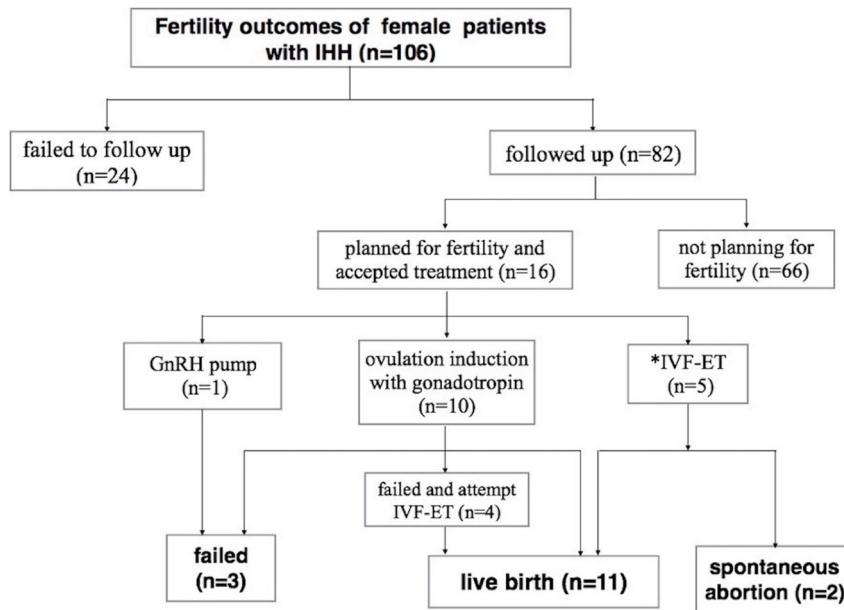 Fertility outcomes of female patients
with IHH (n=106)
failed to follow up
(n=24)
followed up (n=82)
planned for fertility and
accepted treatment (n=16)
not planning for
fertility (n=66)
GnRH pump
(n=1)
ovulation induction
with gonadotropin
(n=10)
*IVF-ET
(n=5)
failed and attempt
IVF-ET (n=4)
failed
(n=3)
live birth (n=11)
spontaneous
abortion (n=2)